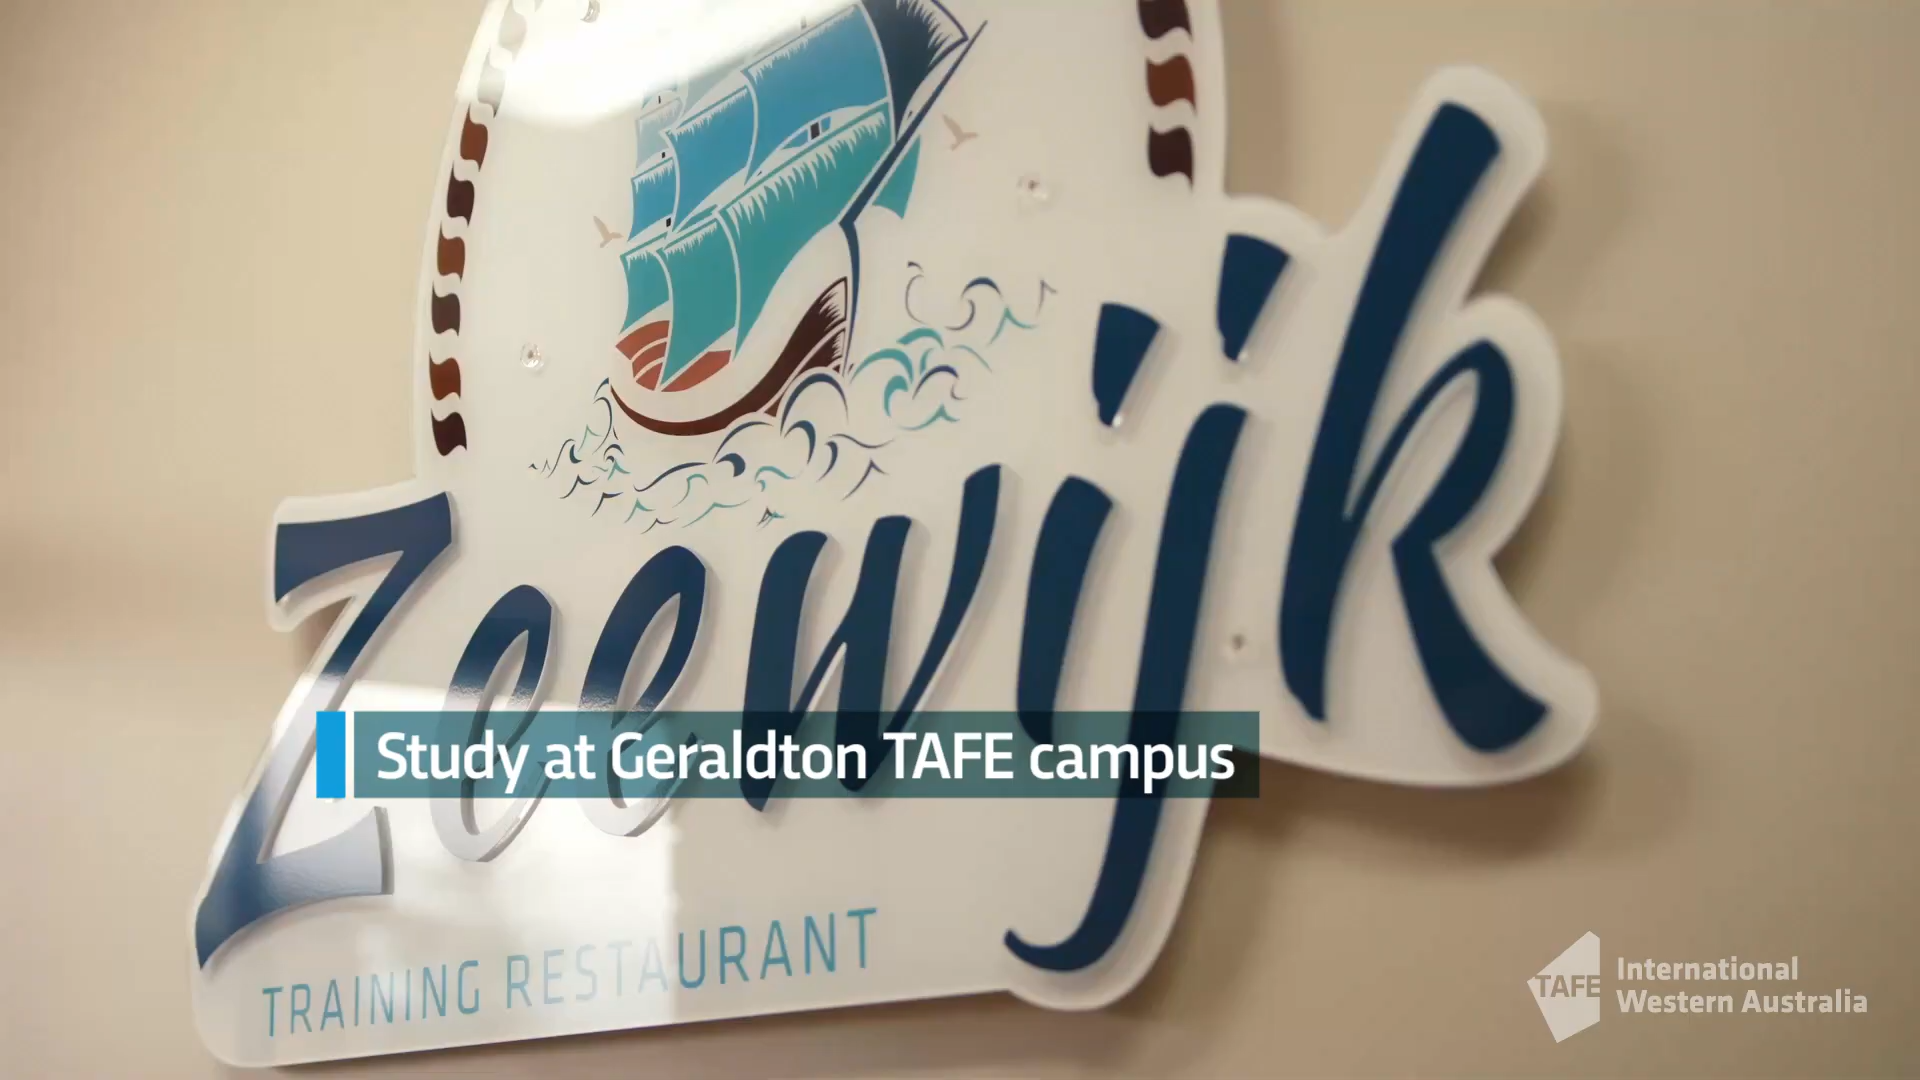 Zeewijk
Study at Geraldton TAFE campus
TRAINING RESTAURANT
TAFE International
Western Australia